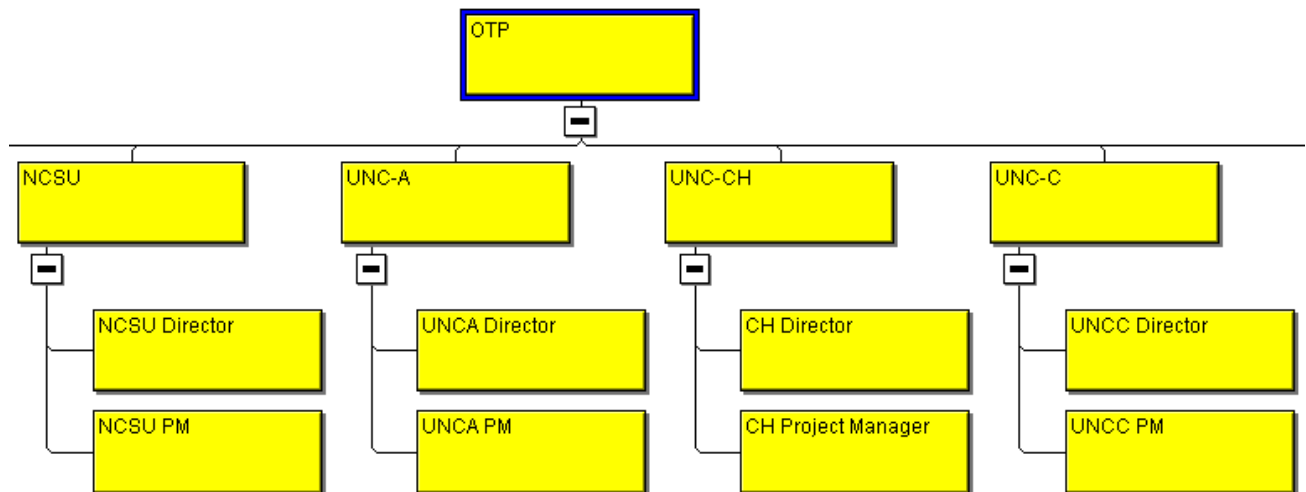 OTP
NCSU
UNC-A
UNC-CH
UNC-C
NCSU Director
UNCA Director
CH Director
UNCC Director
NCSU PM
UNCA PM
CH Project Manager
UNCC PM